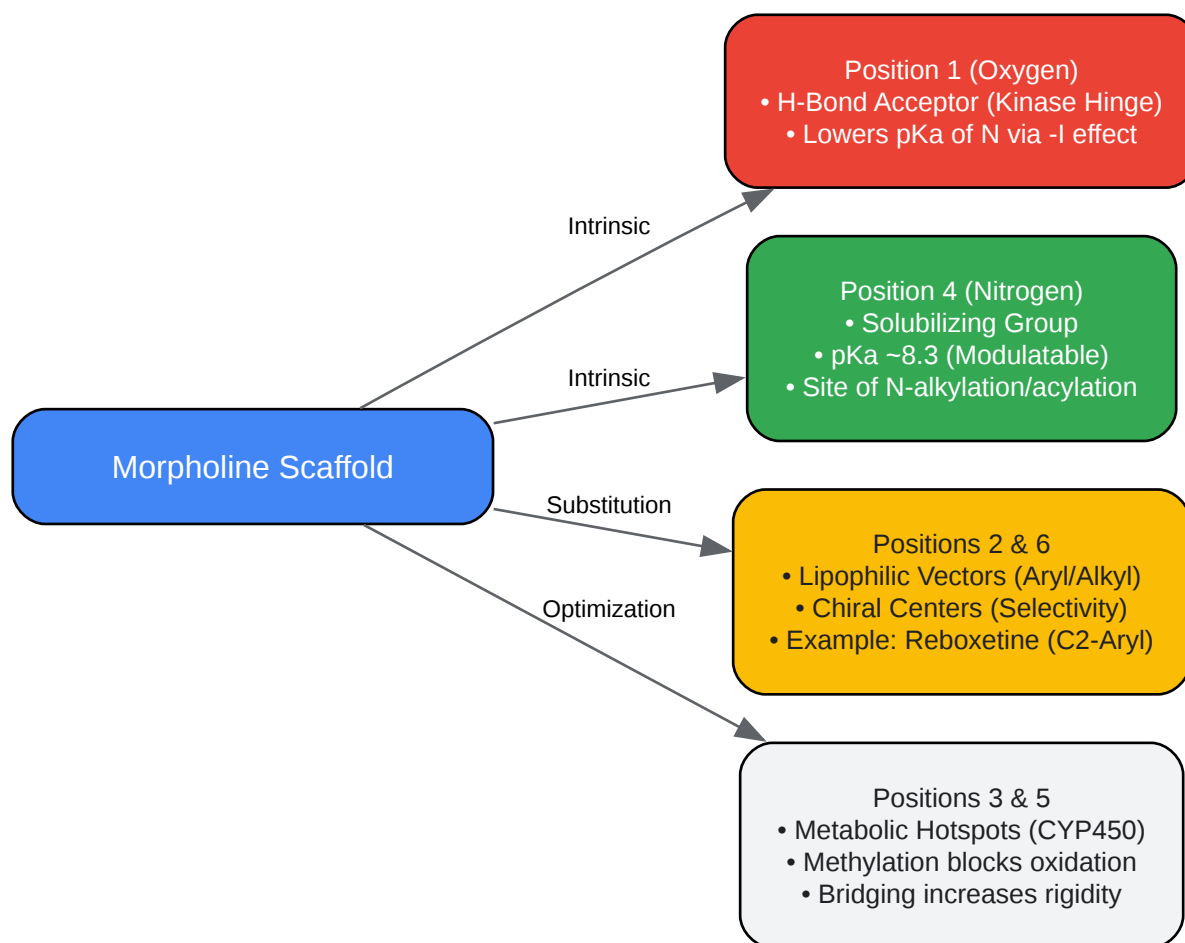 Position 1 (Oxygen)
• H-Bond Acceptor (Kinase Hinge)
• Lowers pKa of N via -I effect
Intrinsic
Position 4 (Nitrogen)
• Solubilizing Group
• pKa ~8.3 (Modulatable)
• Site of N-alkylation/acylation
Intrinsic
Morpholine Scaffold
Substitution
Positions 2 & 6
• Lipophilic Vectors (Aryl/Alkyl)
• Chiral Centers (Selectivity)
• Example: Reboxetine (C2-Aryl)
Optimization
Positions 3 & 5
• Metabolic Hotspots (CYP450)
• Methylation blocks oxidation
• Bridging increases rigidity